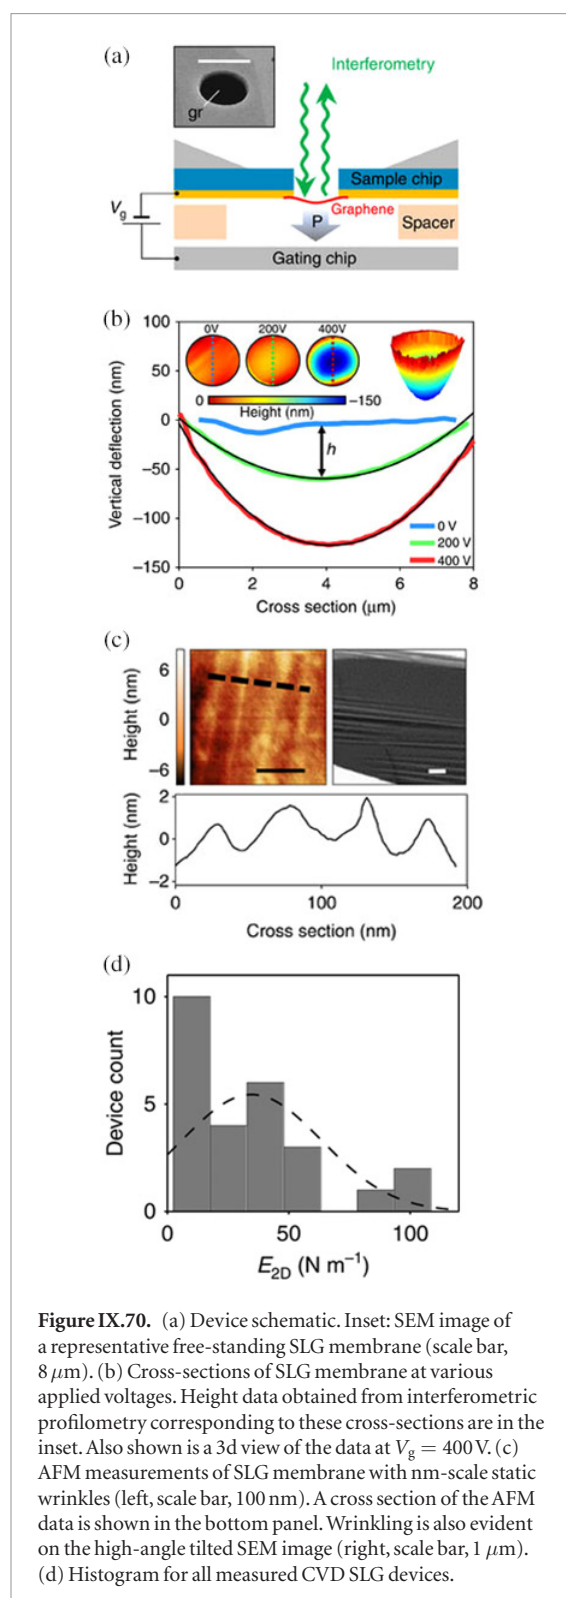 (a)
Interferometry
gr
Sample chip
Vg
Graphene
P
Spacer
Gating chip
(b)
100
0V
200V
400V
50
0
−150
Height (nm)
0
h
−50
−100
0 V
200 V
400 V
−150
0
2
4
6
8
Vertical deflection (nm)
Cross section (μm)
(c)
6
0
−6
Height (nm)
2
0
−2
Height (nm)
0
100
200
Cross section (nm)
(d)
10
5
0
Device count
0
50
100
E2D (N m−1)
Figure IX.70. (a) Device schematic. Inset: SEM image of
a representative free-standing SLG membrane (scale bar,
8 μm). (b) Cross-sections of SLG membrane at various
applied voltages. Height data obtained from interferometric
profilometry corresponding to these cross-sections are in the
inset. Also shown is a 3d view of the data at Vg = 400 V. (c)
AFM measurements of SLG membrane with nm-scale static
wrinkles (left, scale bar, 100 nm). A cross section of the AFM
data is shown in the bottom panel. Wrinkling is also evident
on the high-angle tilted SEM image (right, scale bar, 1 μm).
(d) Histogram for all measured CVD SLG devices.